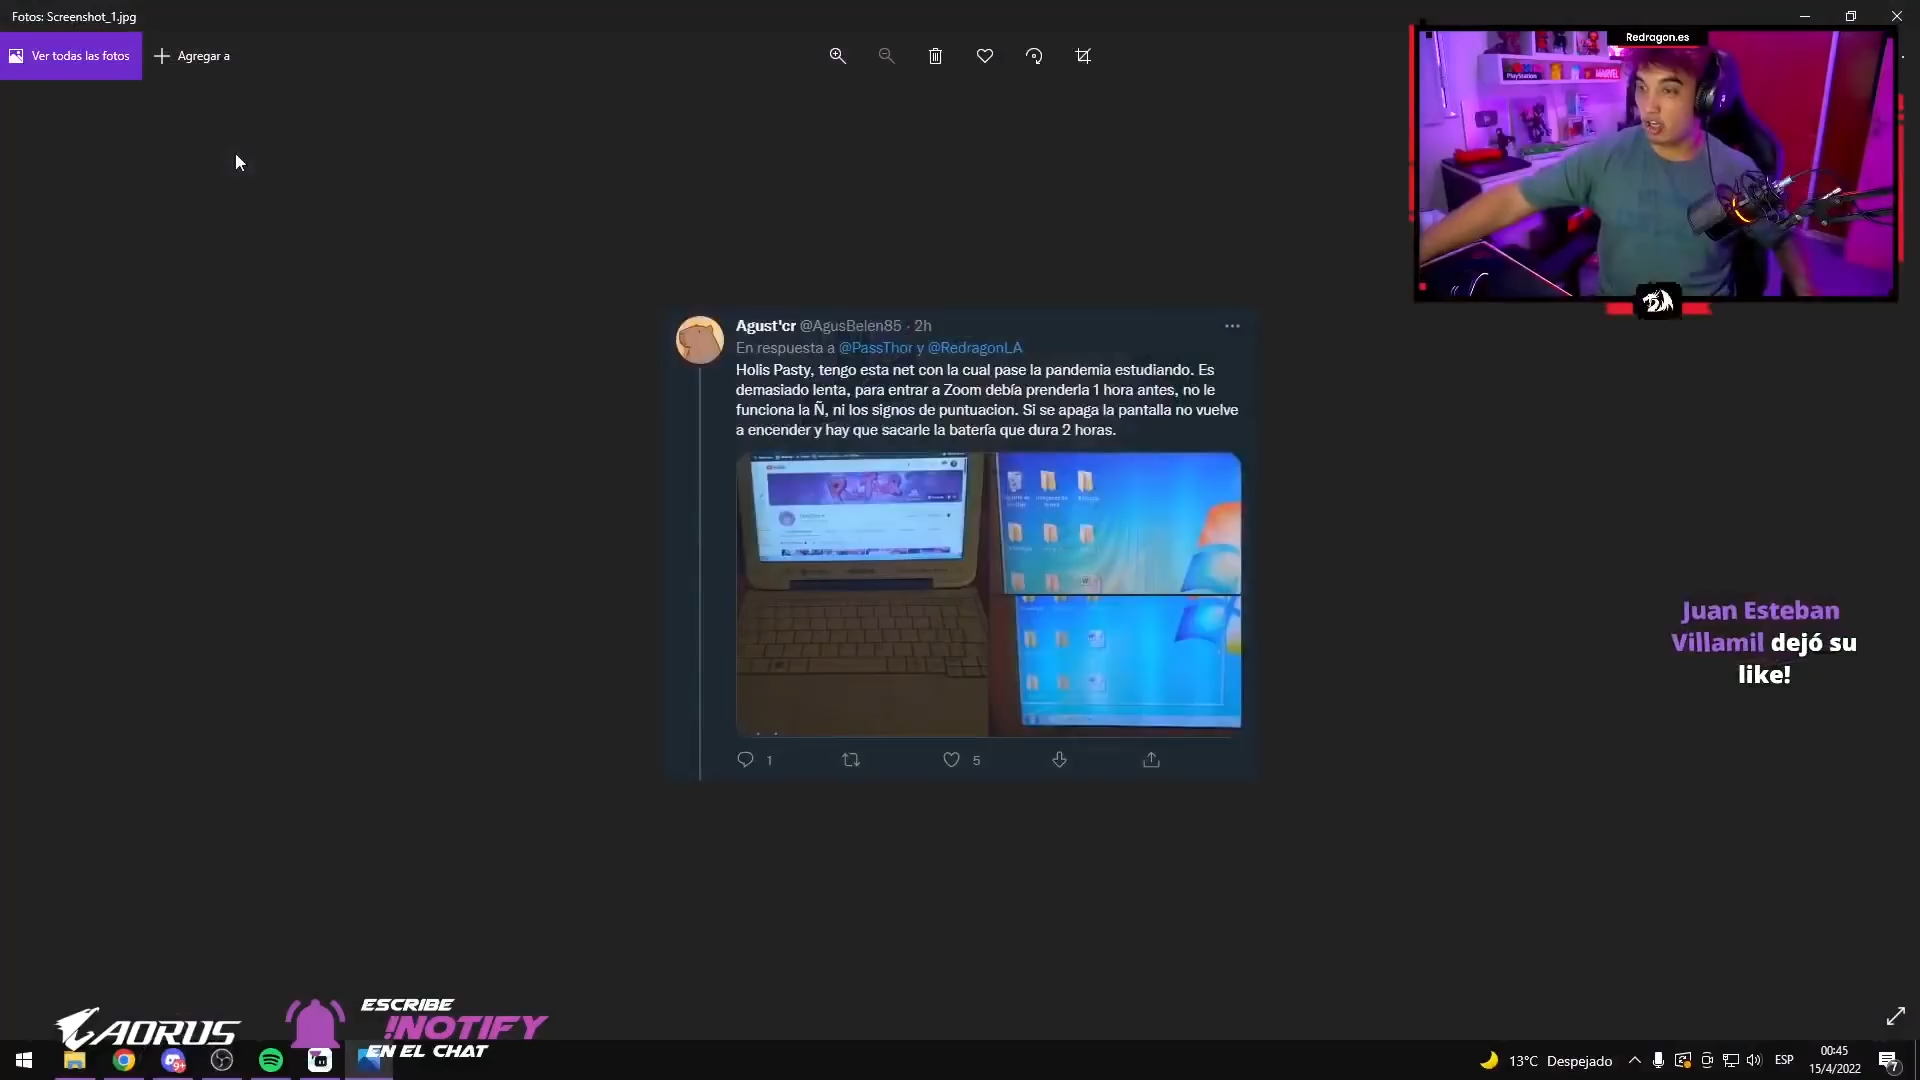 Fotos: Screenshot_1.jpg
Ver todas las fotos
Agregar a
Redragon.es
PlayStation
MARVEL
Agust'cr @AgusBelen85 · 2h
En respuesta a @PassThor y @RedragonLA
Holis Pasty, tengo esta net con la cual pase la pandemia estudiando. Es
demasiado lenta, para entrar a Zoom debía prenderla 1 hora antes, no le
funciona la Ñ, ni los signos de puntuacion. Si se apaga la pantalla no vuelve
a encender y hay que sacarle la batería que dura 2 horas.
1
5
Juan Esteban
Villamil dejó su
like!
AORUS
ESCRIBE
!NOTIFY
EN EL CHAT
9+
13°C Despejado
ESP
00:45
15/4/2022
7